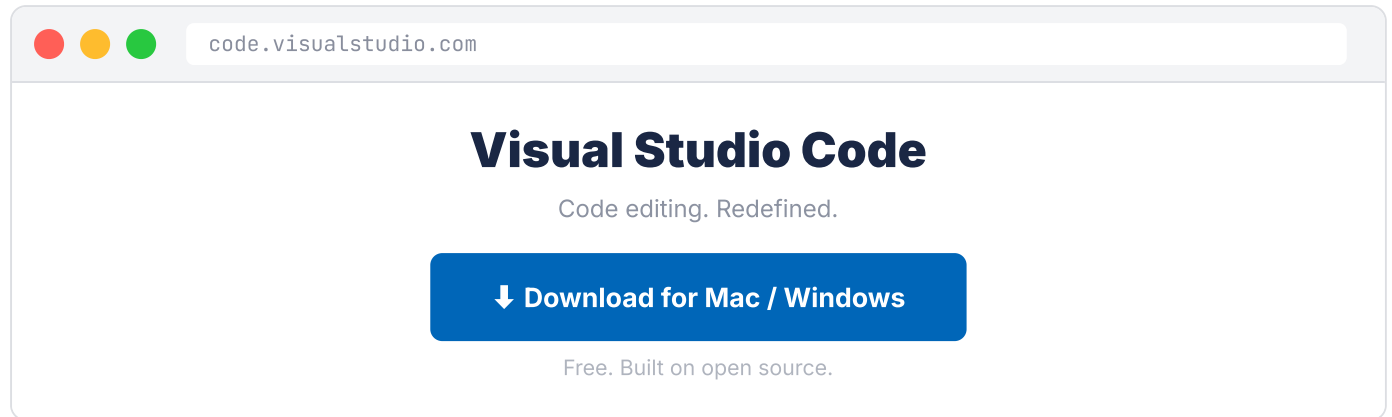 code.visualstudio.com
Visual Studio Code
Code editing. Redefined.
⬇ Download for Mac / Windows
Free. Built on open source.